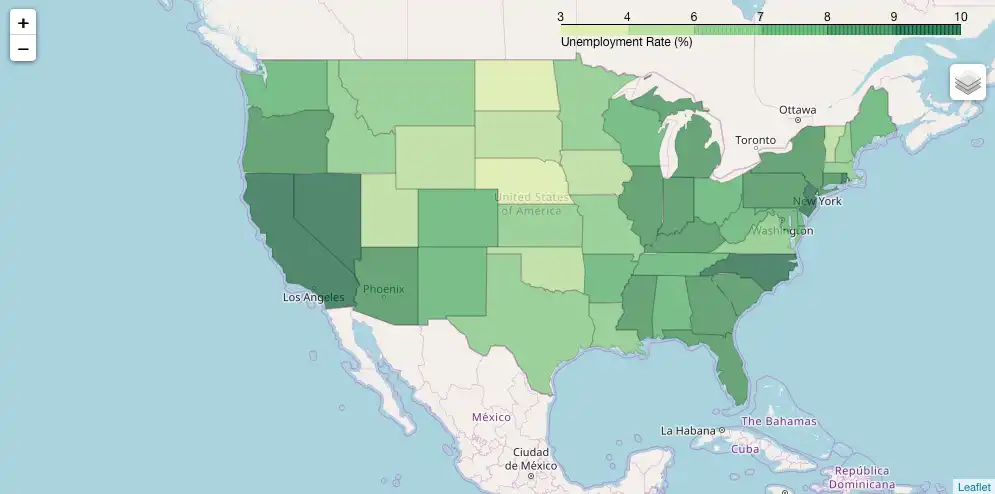 +
−
3 4 6 7 8 9 10
Unemployment Rate (%)
Ottawa
Toronto
United States
of America
New York
Washington
Los Angeles
Phoenix
México
La Habana
The Bahamas
Cuba
Ciudad
de México
República
Dominicana
Leaflet